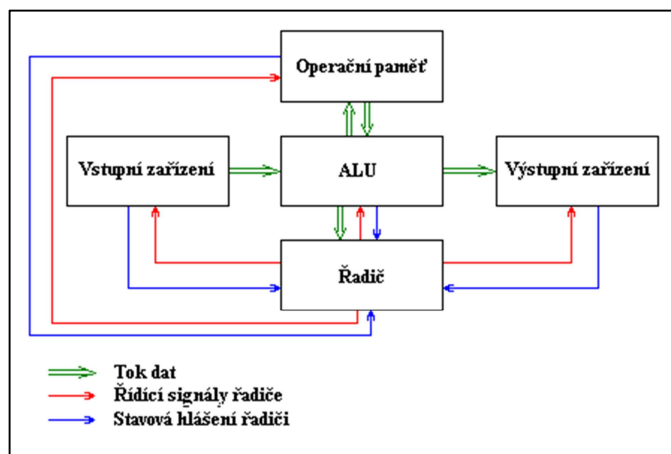 Operační paměť
Vstupní zařízení
ALU
Výstupní zařízení
Řadič
Tok dat
Řídící signály řadiče
Stavová hlášení řadiči